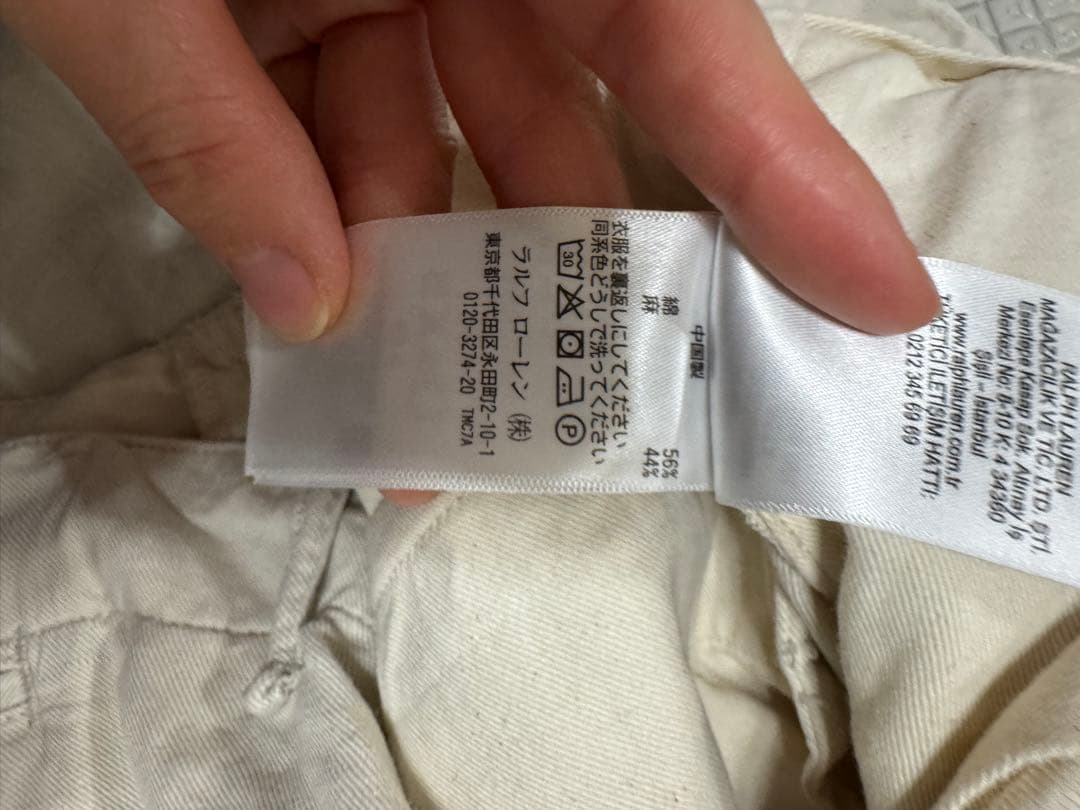 RALPH LAUREN
MAĞAZACILIK VE TİC. LTD. ŞTİ.
Esentepe Kasap Sok. Altınay İş
Merkezi No: 8-10 K: 4 34360
Şişli – İstanbul
www.ralphlauren.com.tr
İLETİŞİM HATTI:
0212 345 69 69
中国製
綿 56%
麻 44%
衣服を裏返しにしてください
同系色どうしで洗ってください
30 P
ラルフ ローレン (株)
東京都千代田区永田町2-10-1
0120-3274-20 TMC7A